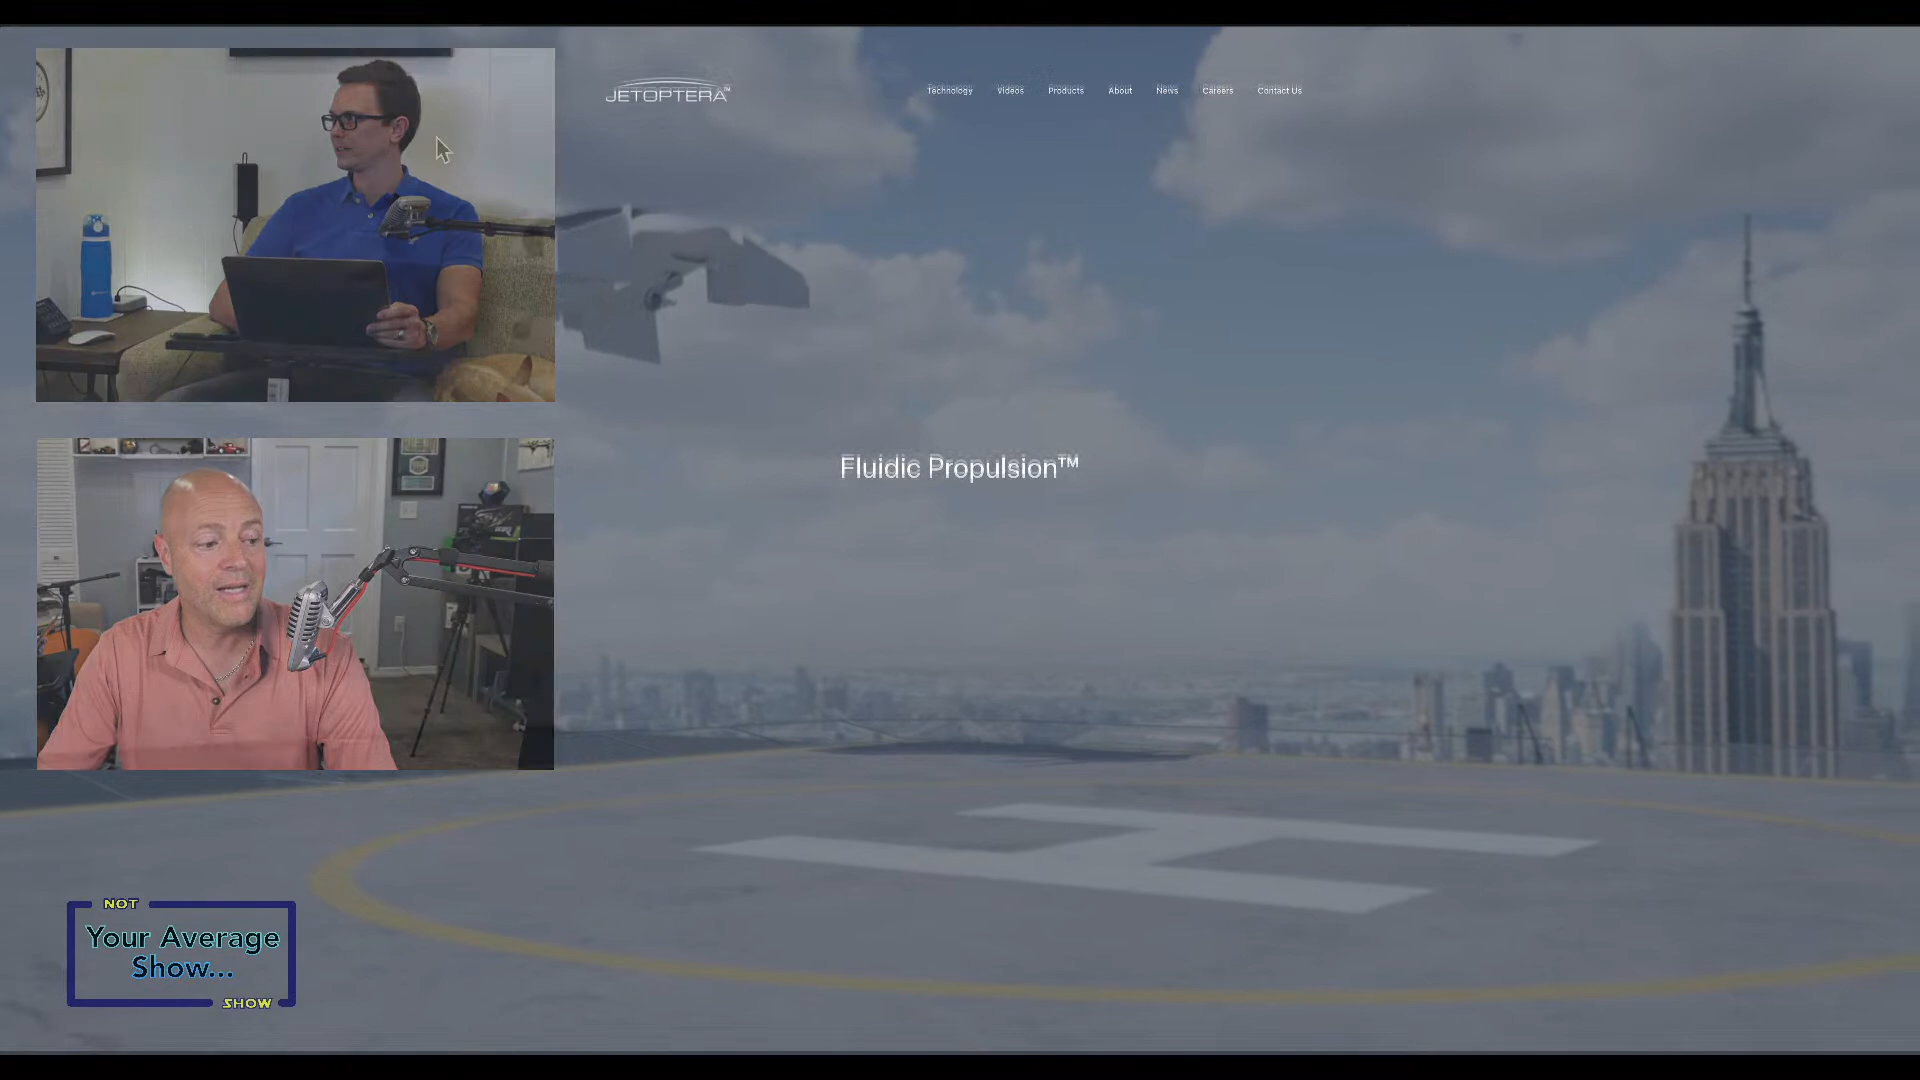 JETOPTERA™
Technology Videos Products About News Careers Contact Us
Fluidic Propulsion™
NOT
Your Average
Show...
SHOW